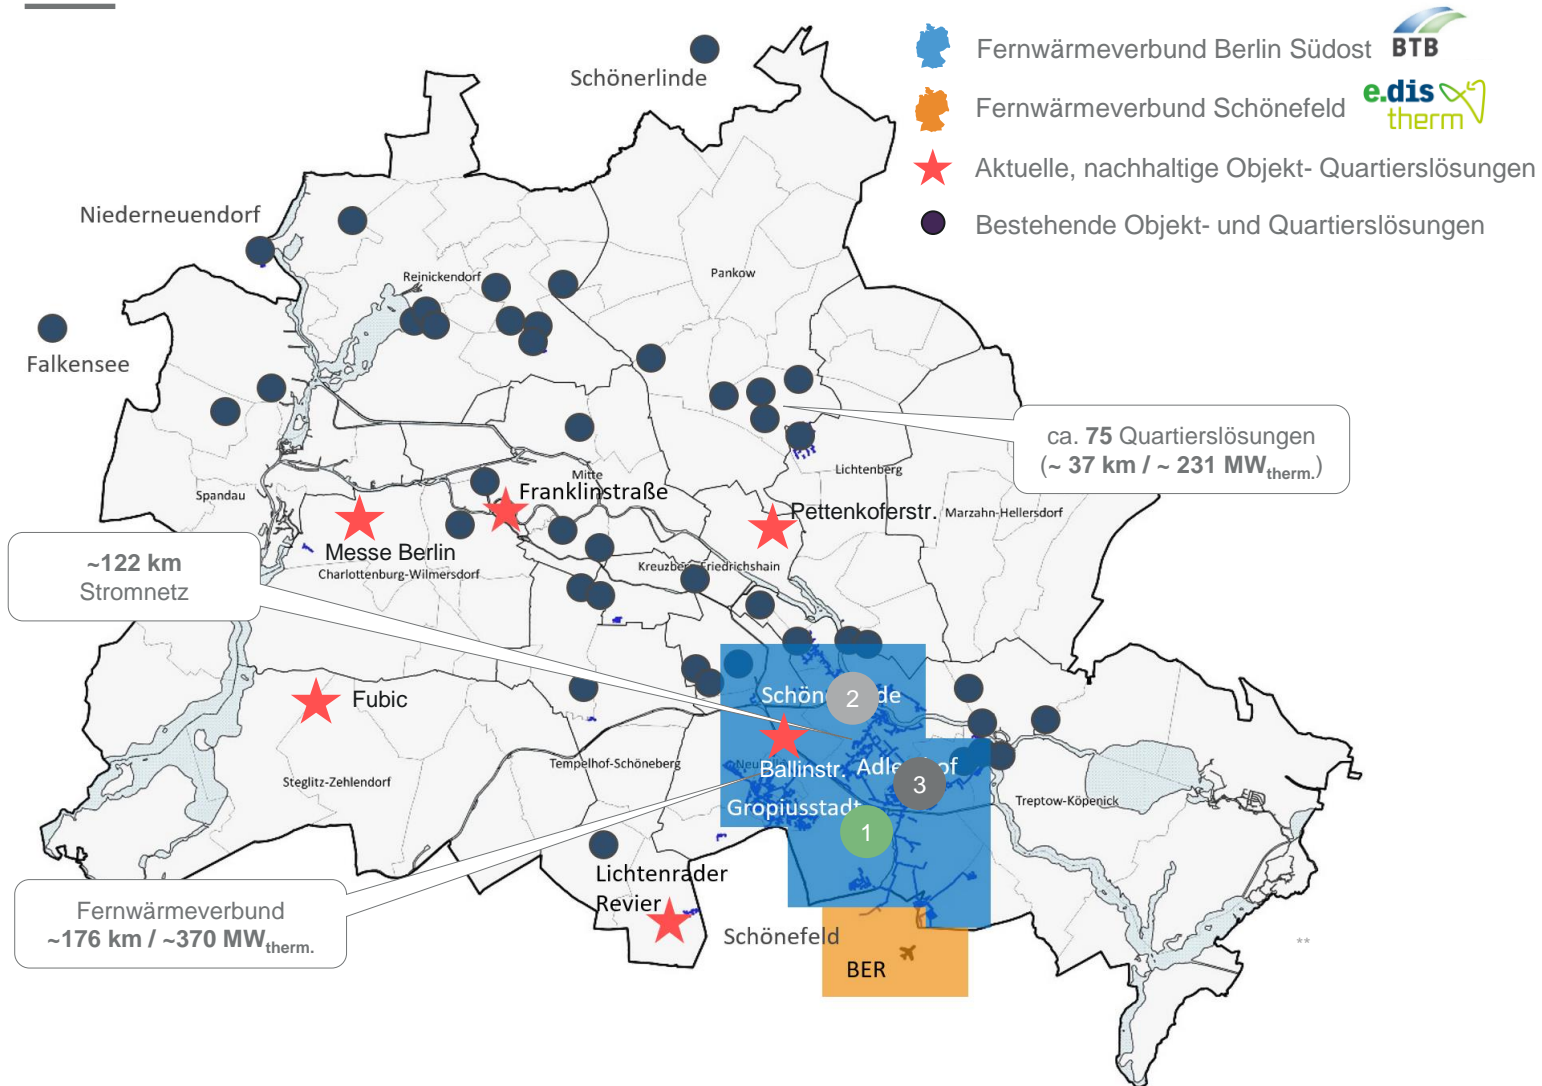 Fernwärmeverbund Berlin Südost
BTB
Fernwärmeverbund Schönefeld
e.dis
therm
Aktuelle, nachhaltige Objekt- Quartierslösungen
Bestehende Objekt- und Quartierslösungen
Schönerlinde
Niederneuendorf
Reinickendorf
Pankow
Falkensee
ca. 75 Quartierslösungen
(~ 37 km / ~ 231 MWtherm.)
Lichtenberg
Mitte
Spandau
Franklinstraße
Pettenkoferstr.
Marzahn-Hellersdorf
Messe Berlin
Charlottenburg-Wilmersdorf
Kreuzberg-Friedrichshain
~122 km
Stromnetz
Fubic
2
Tempelhof-Schöneberg
Ballinstr.
Steglitz-Zehlendorf
3
Treptow-Köpenick
Gropiusstadt
1
Lichtenrader
Revier
Fernwärmeverbund
~176 km / ~370 MWtherm.
Schönefeld
BER
**